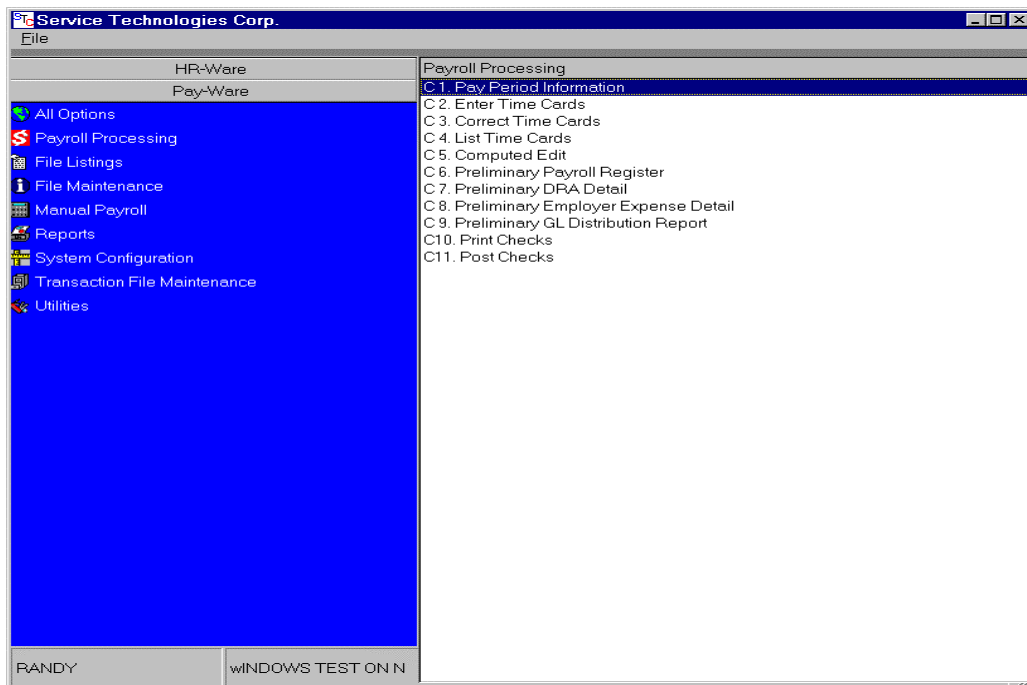 STC Service Technologies Corp.
File
HR-Ware
Pay-Ware
All Options
Payroll Processing
File Listings
File Maintenance
Manual Payroll
Reports
System Configuration
Transaction File Maintenance
Utilities
RANDY
wINDOWS TEST ON N
Payroll Processing
C 1. Pay Period Information
C 2. Enter Time Cards
C 3. Correct Time Cards
C 4. List Time Cards
C 5. Computed Edit
C 6. Preliminary Payroll Register
C 7. Preliminary DRA Detail
C 8. Preliminary Employer Expense Detail
C 9. Preliminary GL Distribution Report
C10. Print Checks
C11. Post Checks